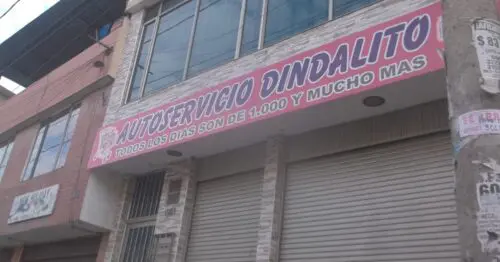 AUTOSERVICIO DINDALITO
TODOS LOS DIAS SON DE 1.000 Y MUCHO MAS